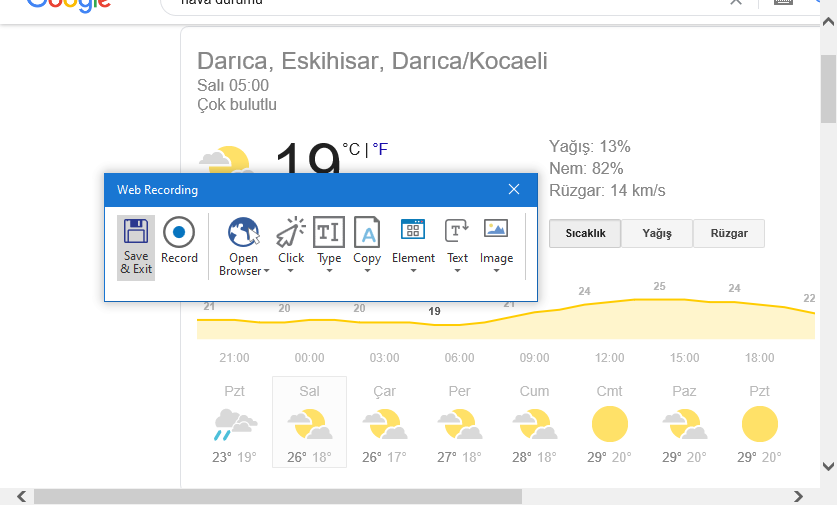 Google
hava durumu
Darıca, Eskihisar, Darıca/Kocaeli
Salı 05:00
Çok bulutlu
19
°C | °F
Yağış: 13%
Nem: 82%
Rüzgar: 14 km/s
Web Recording
Save & Exit
Record
Open Browser
Click
Type
Copy
Element
Text
Image
Sıcaklık Yağış Rüzgar
21 20 20 19 21 24 25 24 22
21:00 00:00 03:00 06:00 09:00 12:00 15:00 18:00
Pzt Sal Çar Per Cum Cmt Paz Pzt
23° 19° 26° 18° 26° 17° 27° 18° 28° 18° 29° 20° 29° 20° 29° 20°